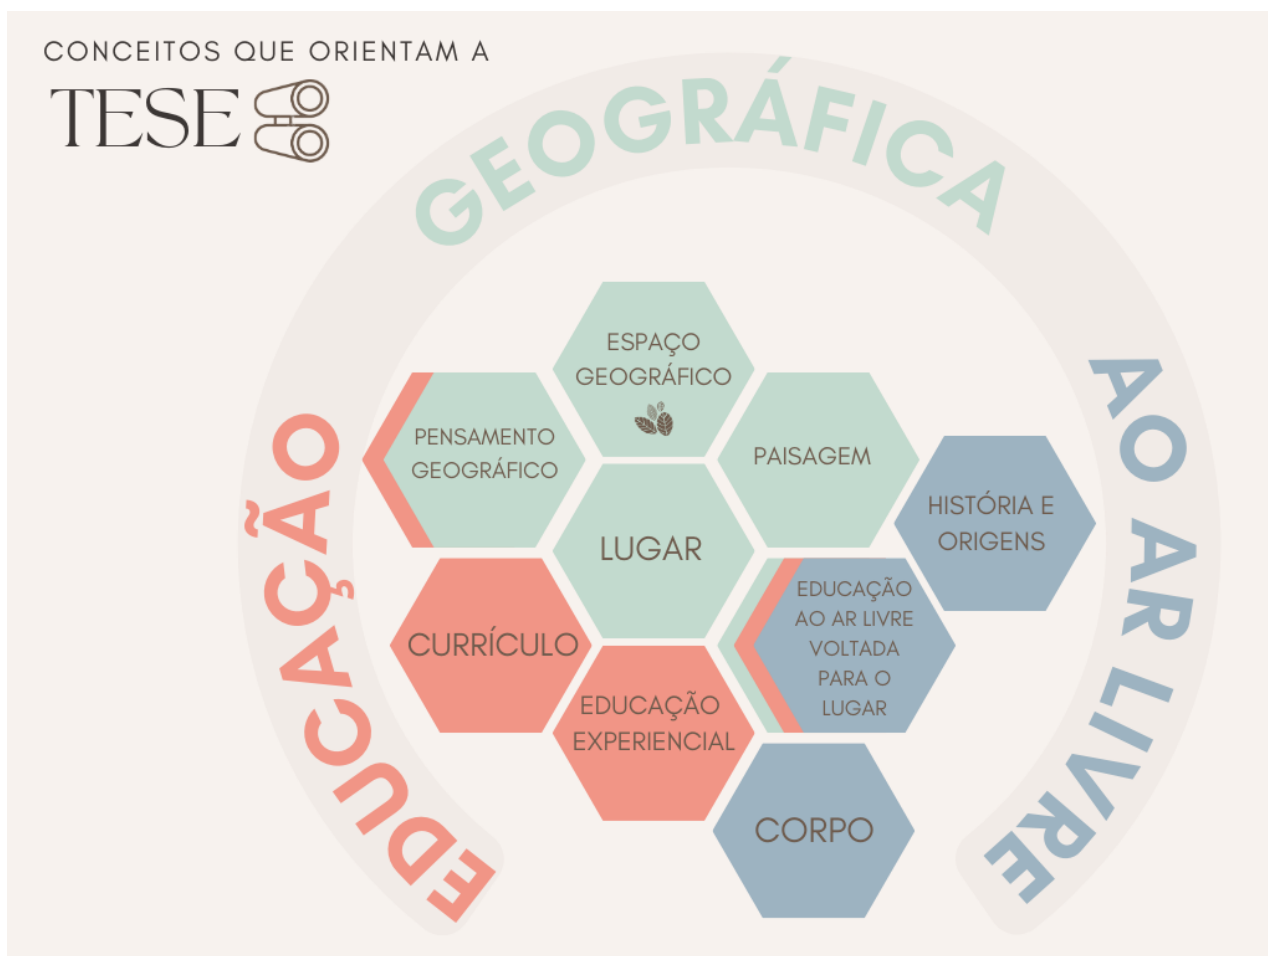 CONCEITOS QUE ORIENTAM A
TESE
EDUCAÇÃO
GEOGRÁFICA
AO AR LIVRE
ESPAÇO
GEOGRÁFICO
PENSAMENTO
GEOGRÁFICO
PAISAGEM
LUGAR
HISTÓRIA E
ORIGENS
CURRÍCULO
EDUCAÇÃO
AO AR LIVRE
VOLTADA
PARA O
LUGAR
EDUCAÇÃO
EXPERIENCIAL
CORPO